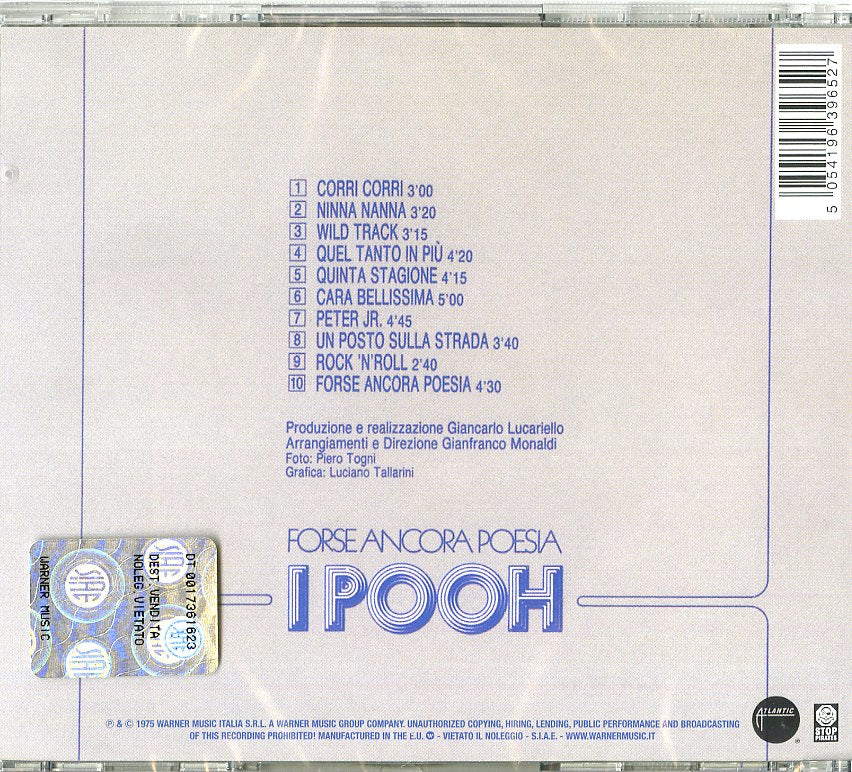 5 054196 396527
1 CORRI CORRI 3'00
2 NINNA NANNA 3'20
3 WILD TRACK 3'15
4 QUEL TANTO IN PIÙ 4'20
5 QUINTA STAGIONE 4'15
6 CARA BELLISSIMA 5'00
7 PETER JR. 4'45
8 UN POSTO SULLA STRADA 3'40
9 ROCK 'N'ROLL 2'40
10 FORSE ANCORA POESIA 4'30
Produzione e realizzazione Giancarlo Lucariello
Arrangiamenti e Direzione Gianfranco Monaldi
Foto: Piero Togni
Grafica: Luciano Tallarini
FORSE ANCORA POESIA
I POOH
DT 0017361623
DEST.VENDITA
NOLEG.VIETATO
WARNER MUSIC
SIAE
ATLANTIC
®
STOP
PIRATES
℗ & © 1975 WARNER MUSIC ITALIA S.R.L. A WARNER MUSIC GROUP COMPANY. UNAUTHORIZED COPYING, HIRING, LENDING, PUBLIC PERFORMANCE AND BROADCASTING
OF THIS RECORDING PROHIBITED! MANUFACTURED IN THE E.U. - VIETATO IL NOLEGGIO - S.I.A.E. - WWW.WARNERMUSIC.IT